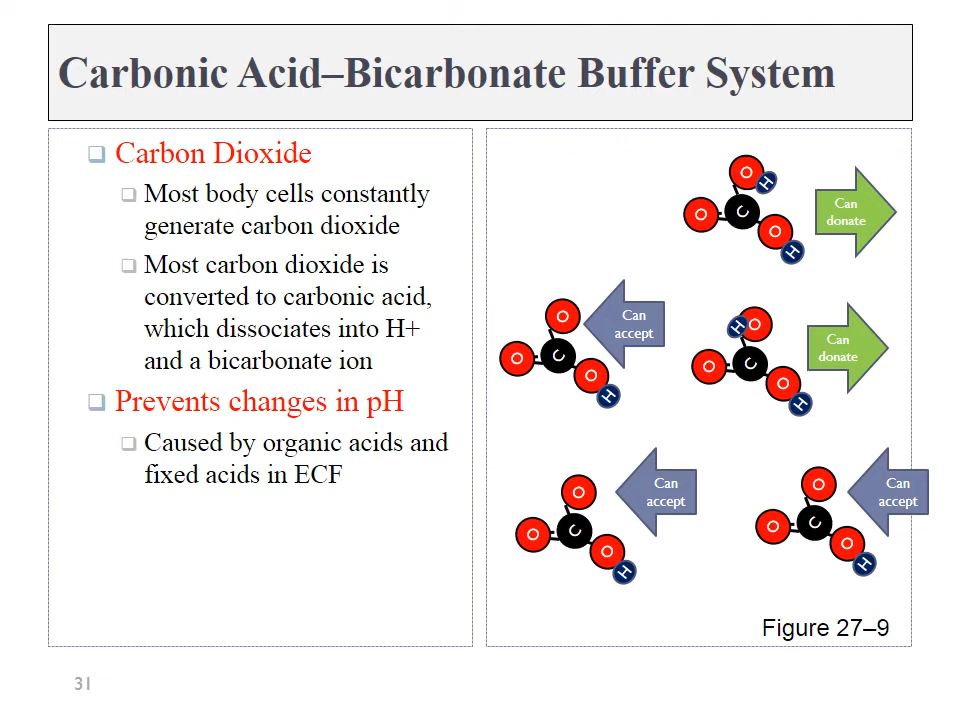 Carbonic Acid–Bicarbonate Buffer System
Carbon Dioxide
Most body cells constantly
generate carbon dioxide
Most carbon dioxide is
converted to carbonic acid,
which dissociates into H+
and a bicarbonate ion
Prevents changes in pH
Caused by organic acids and
fixed acids in ECF
O
H
O
C
O
H
Can
donate
O
O
C
O
H
Can
accept
H
O
O
C
O
H
Can
donate
O
O
C
O
H
Can
accept
O
O
C
O
H
Can
accept
Figure 27–9
31